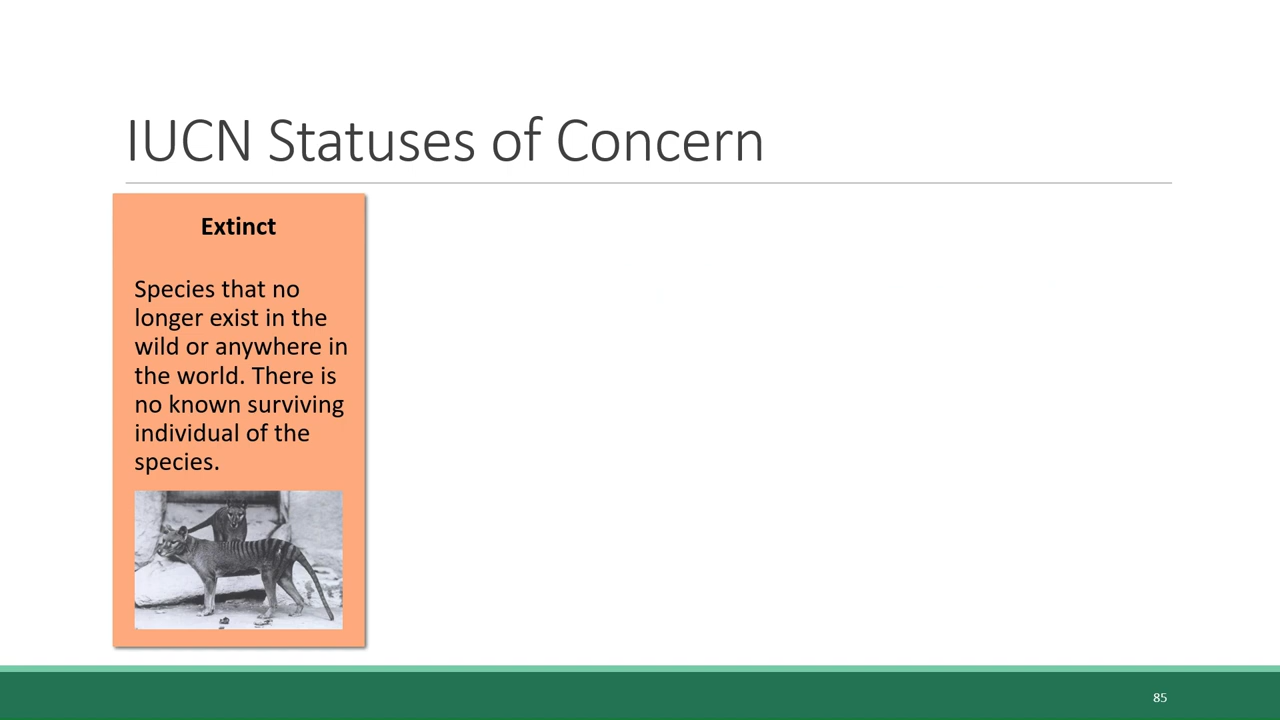 IUCN Statuses of Concern
Extinct
Species that no
longer exist in the
wild or anywhere in
the world. There is
no known surviving
individual of the
species.
85